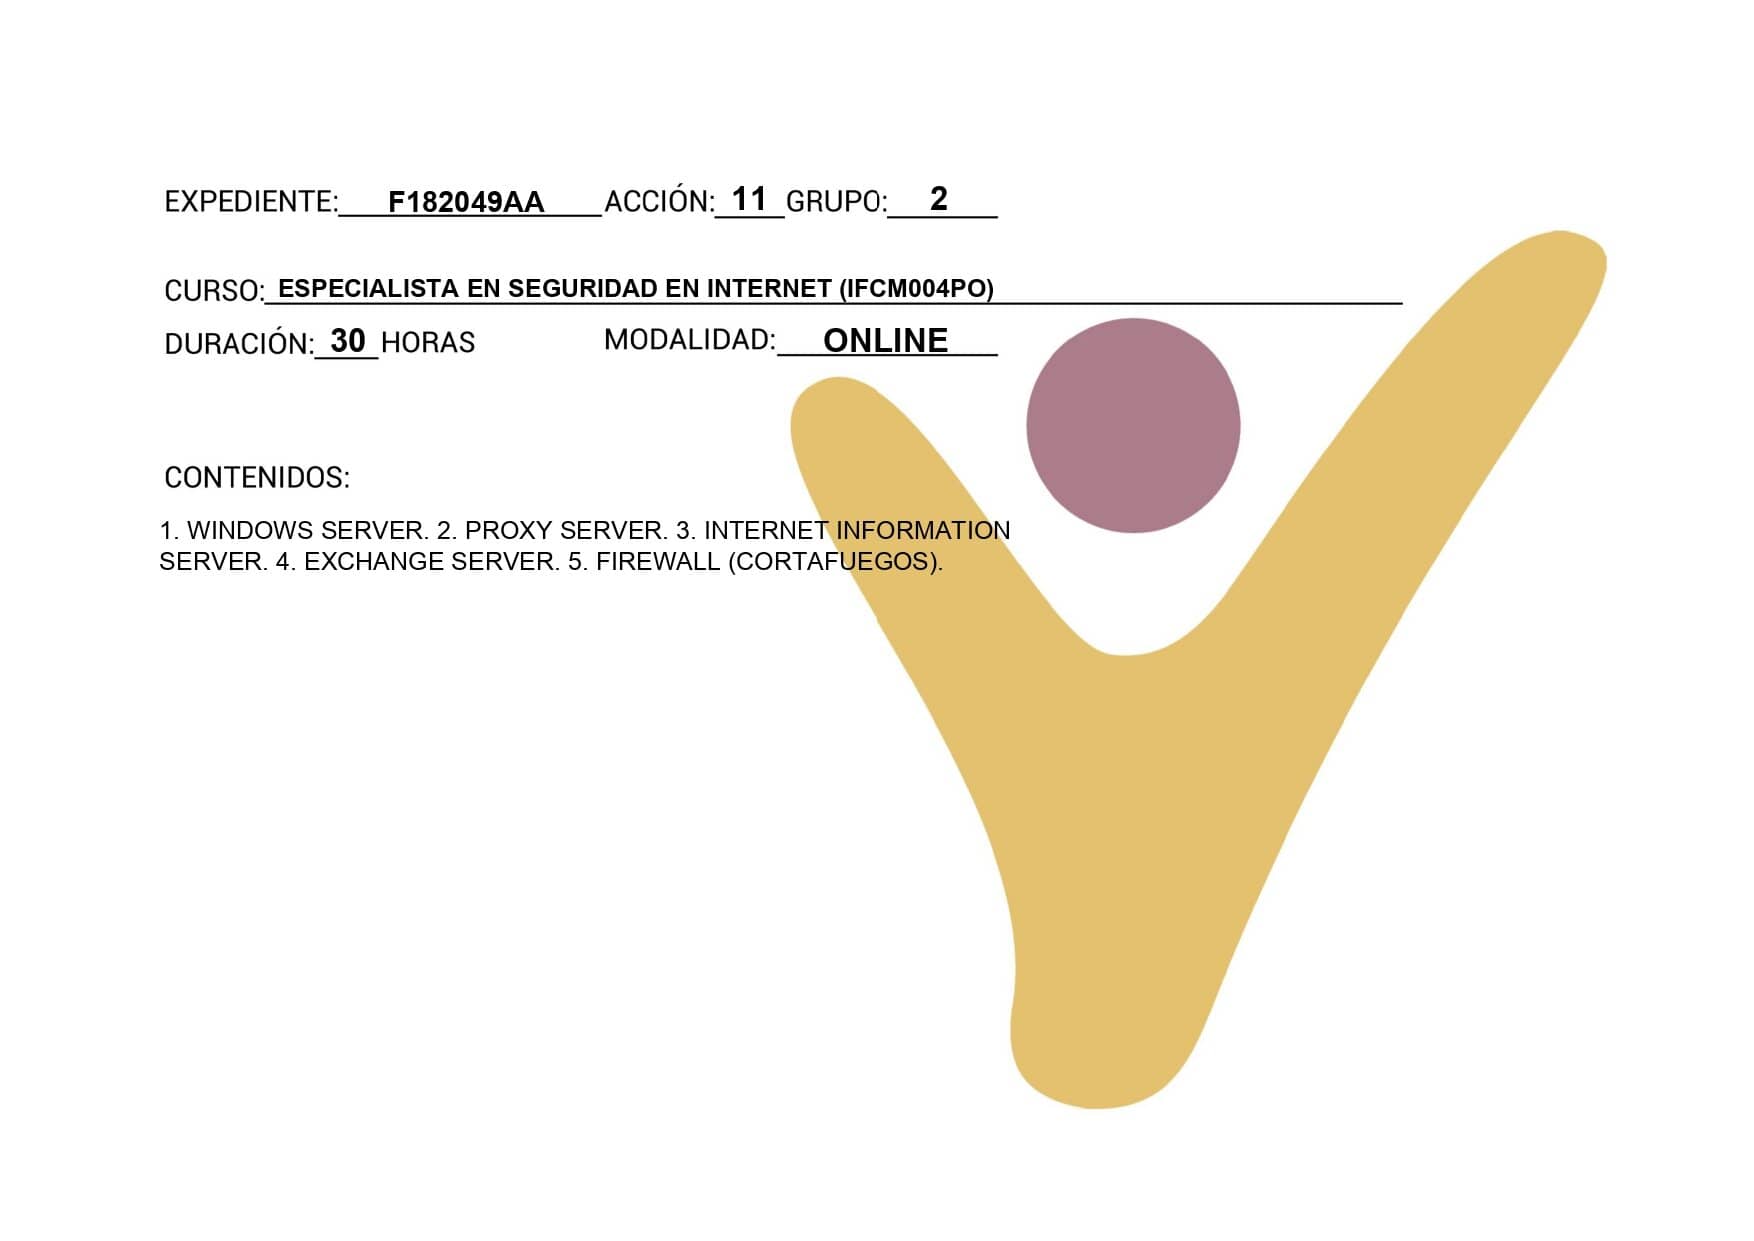 EXPEDIENTE: F182049AA ACCIÓN: 11 GRUPO: 2
CURSO: ESPECIALISTA EN SEGURIDAD EN INTERNET (IFCM004PO)
DURACIÓN: 30 HORAS MODALIDAD: ONLINE
CONTENIDOS:
1. WINDOWS SERVER. 2. PROXY SERVER. 3. INTERNET INFORMATION
SERVER. 4. EXCHANGE SERVER. 5. FIREWALL (CORTAFUEGOS).